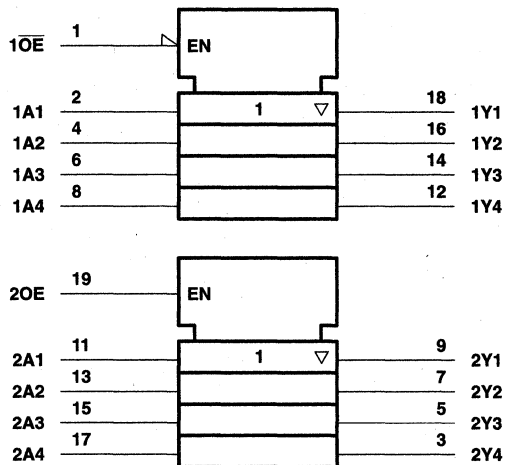 1O̅E̅ 1 EN
1A1 2 1 ▽ 18 1Y1
1A2 4 16 1Y2
1A3 6 14 1Y3
1A4 8 12 1Y4
2OE 19 EN
2A1 11 1 ▽ 9 2Y1
2A2 13 7 2Y2
2A3 15 5 2Y3
2A4 17 3 2Y4